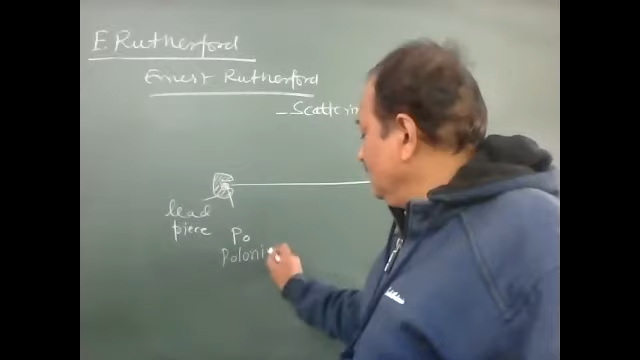 E Rutherford
Ernest Rutherford
- Scatterin
lead
piece
Po
Poloni